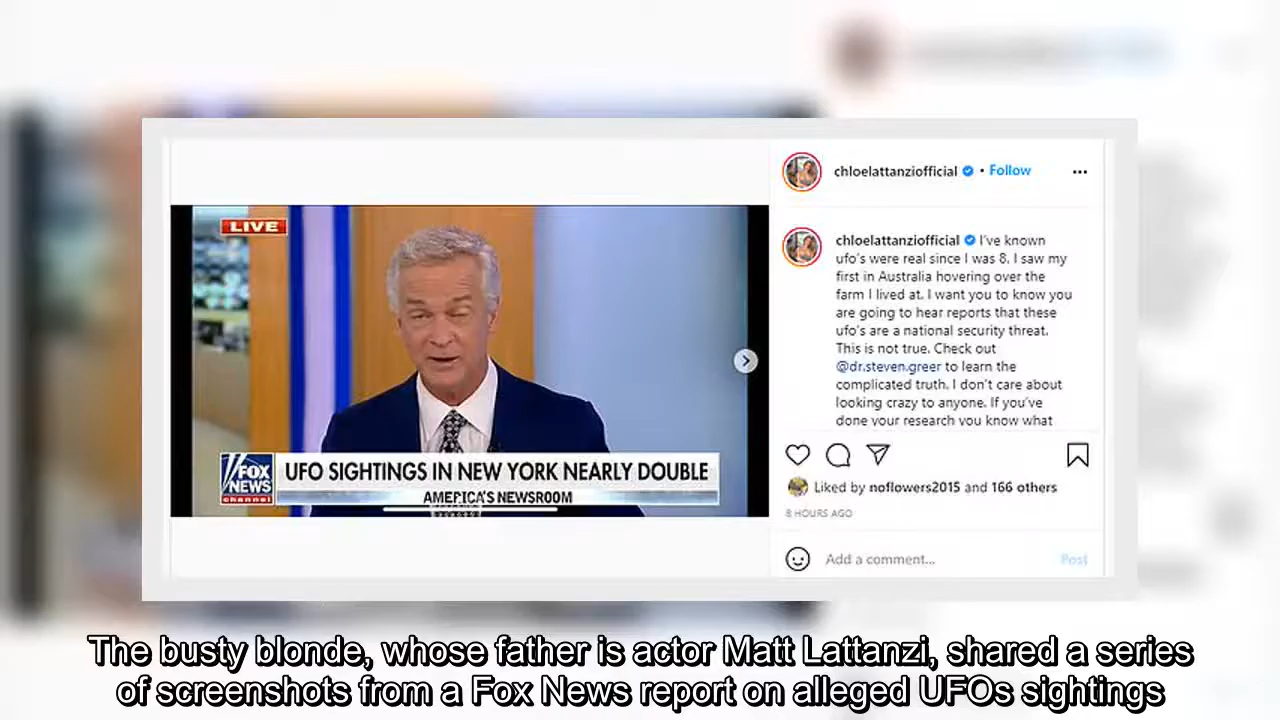 chloelattanziofficial • Follow
LIVE
chloelattanziofficial I've known
ufo's were real since I was 8. I saw my
first in Australia hovering over the
farm I lived at. I want you to know you
are going to hear reports that these
ufo's are a national security threat.
This is not true. Check out
@dr.steven.greer to learn the
complicated truth. I don't care about
looking crazy to anyone. If you've
done your research you know what
FOX
NEWS
channel
UFO SIGHTINGS IN NEW YORK NEARLY DOUBLE
AMERICA'S NEWSROOM
Liked by noflowers2015 and 166 others
8 HOURS AGO
Add a comment...
Post
The busty blonde, whose father is actor Matt Lattanzi, shared a series
of screenshots from a Fox News report on alleged UFOs sightings